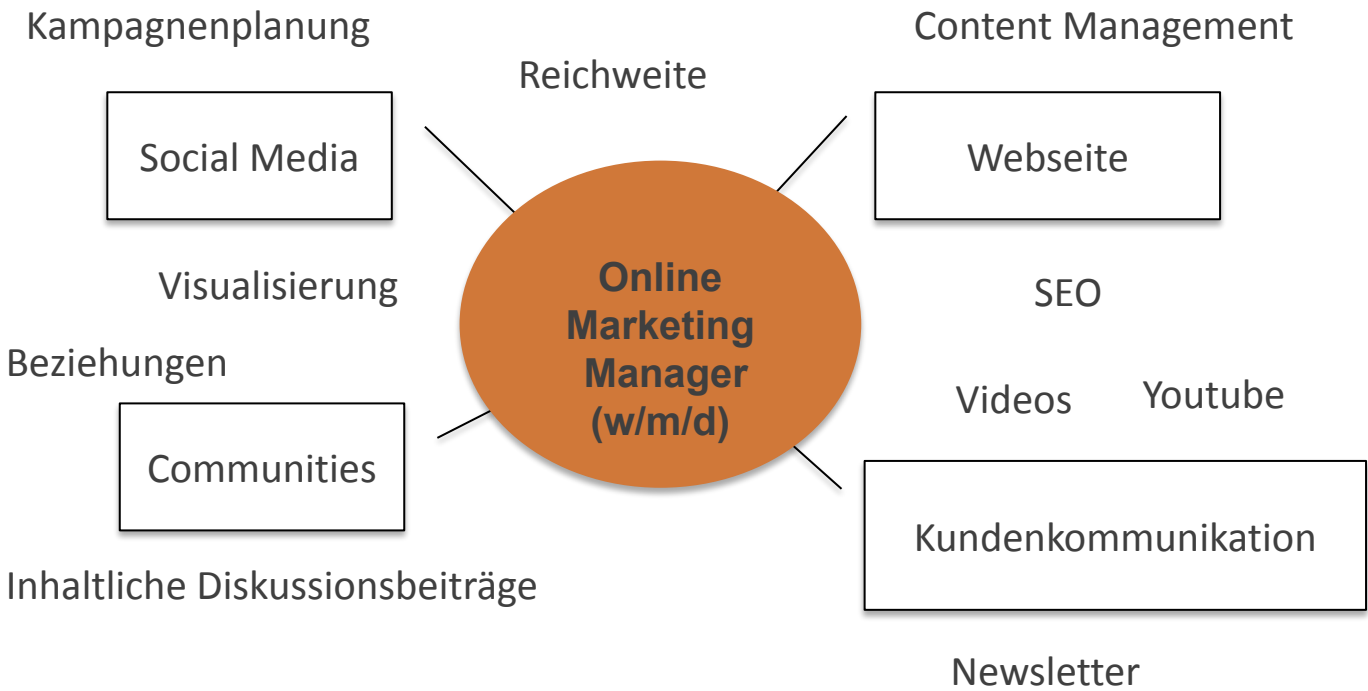 Kampagnenplanung
Content Management
Reichweite
Social Media
Webseite
Visualisierung
SEO
Online
Marketing
Manager
(w/m/d)
Beziehungen
Videos
Youtube
Communities
Kundenkommunikation
Inhaltliche Diskussionsbeiträge
Newsletter